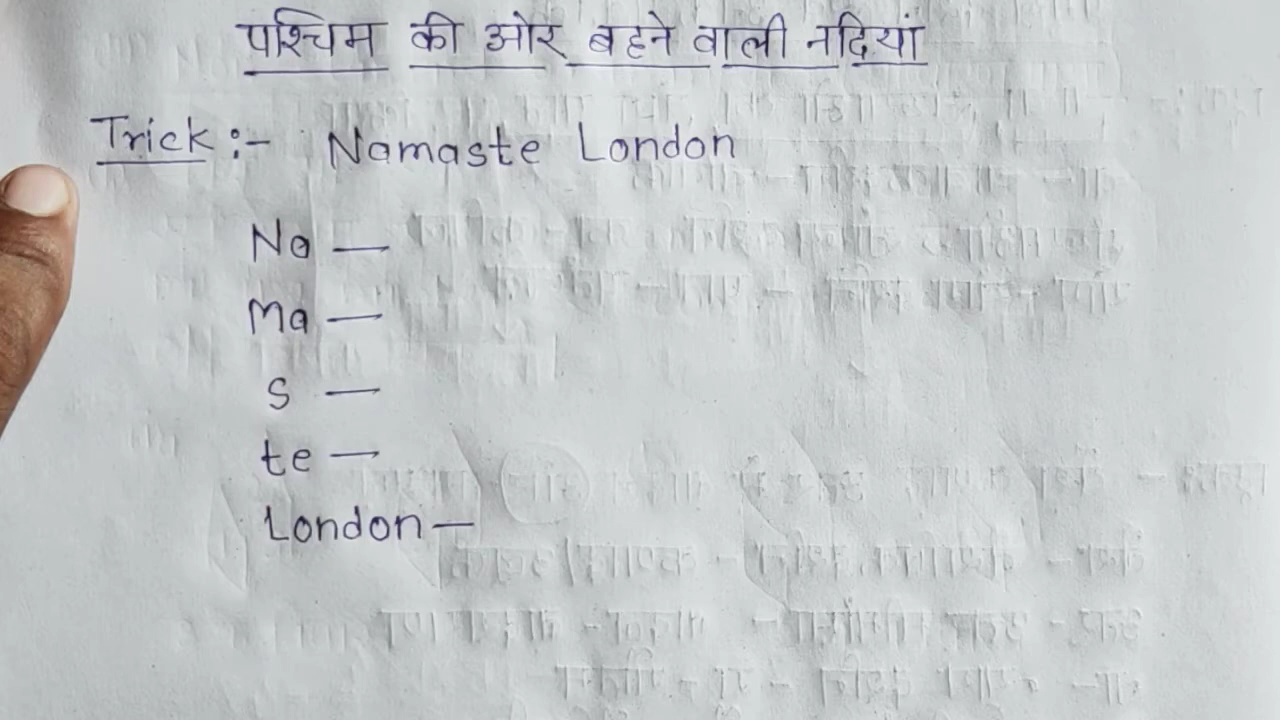 पश्चिम की ओर बहने वाली नदियां
Trick :- Namaste London
Na —
Ma —
S —
te —
London —